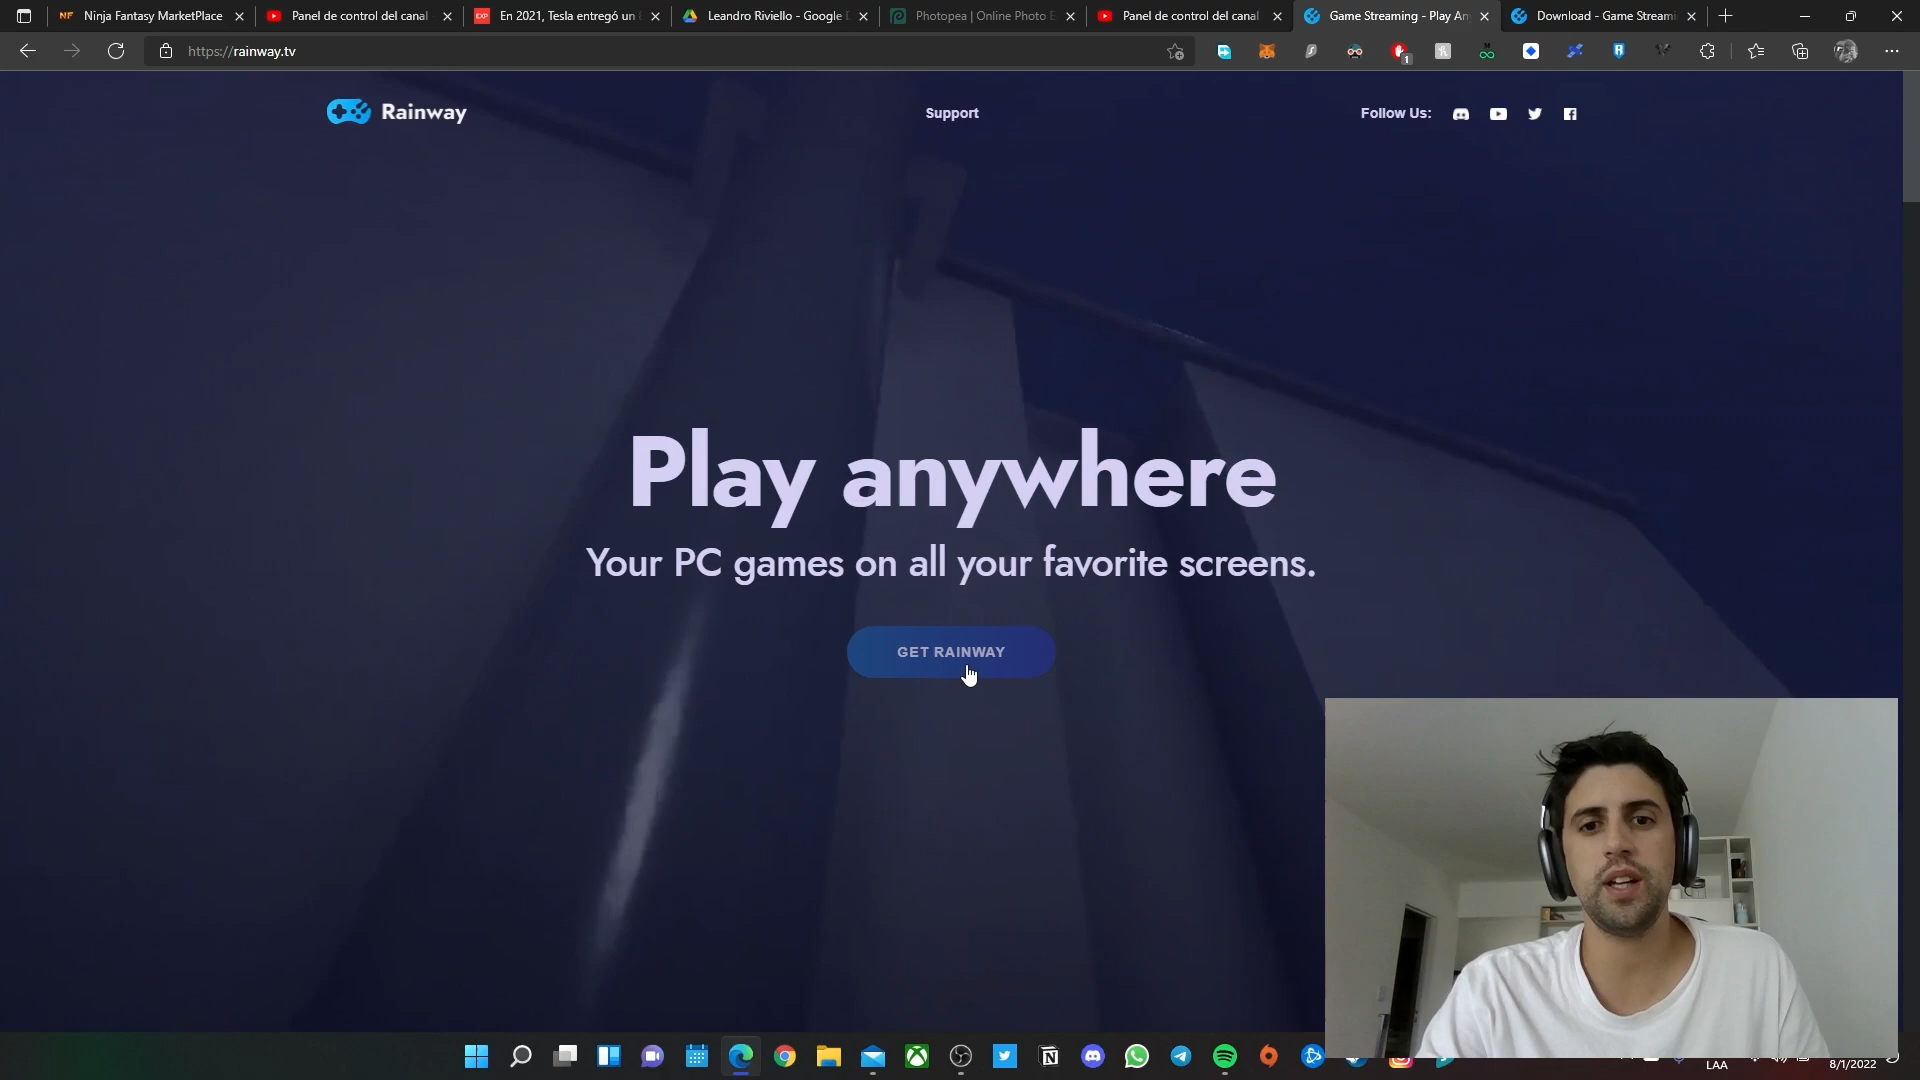 Ninja Fantasy MarketPlace
Panel de control del canal
En 2021, Tesla entregó un
Leandro Riviello - Google
Photopea | Online Photo E
Panel de control del canal
Game Streaming - Play An
Download - Game Streami
https://rainway.tv
1
Rainway
Support
Follow Us:
Play anywhere
Your PC games on all your favorite screens.
GET RAINWAY
LAA
8/1/2022